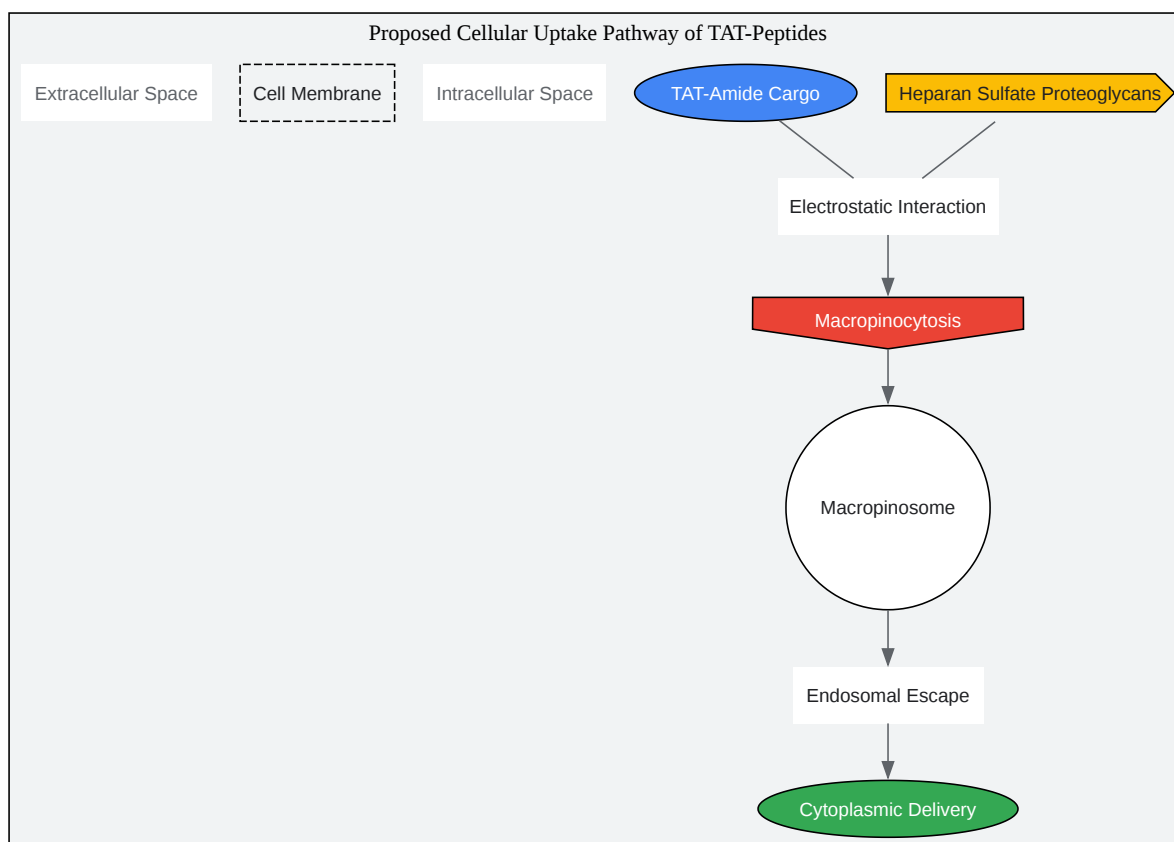 Proposed Cellular Uptake Pathway of TAT-Peptides
Extracellular Space
Cell Membrane
Intracellular Space
TAT-Amide Cargo
Heparan Sulfate Proteoglycans
Electrostatic Interaction
Macropinocytosis
Macropinosome
Endosomal Escape
Cytoplasmic Delivery